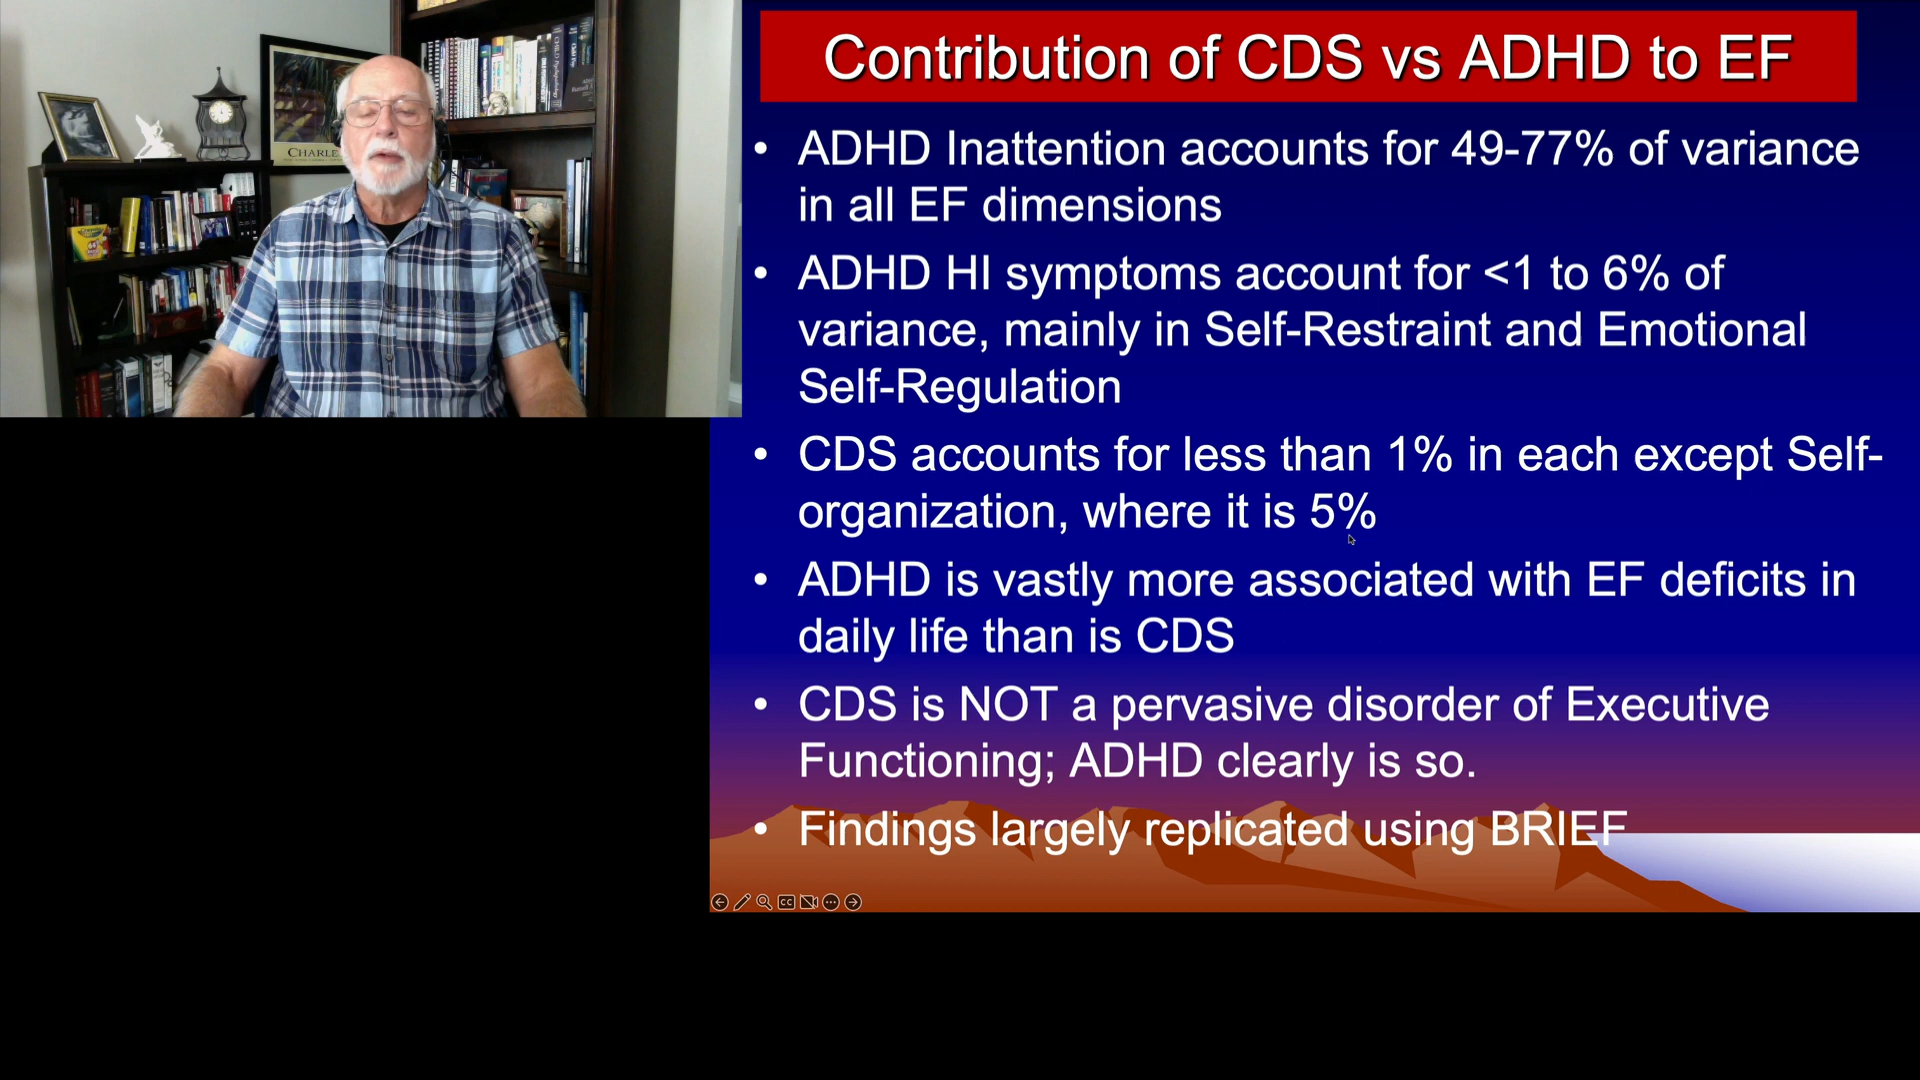 Contribution of CDS vs ADHD to EF
• ADHD Inattention accounts for 49-77% of variance
in all EF dimensions
• ADHD HI symptoms account for <1 to 6% of
variance, mainly in Self-Restraint and Emotional
Self-Regulation
• CDS accounts for less than 1% in each except Self-
organization, where it is 5%
• ADHD is vastly more associated with EF deficits in
daily life than is CDS
• CDS is NOT a pervasive disorder of Executive
Functioning; ADHD clearly is so.
• Findings largely replicated using BRIEF
CHARLE
CC